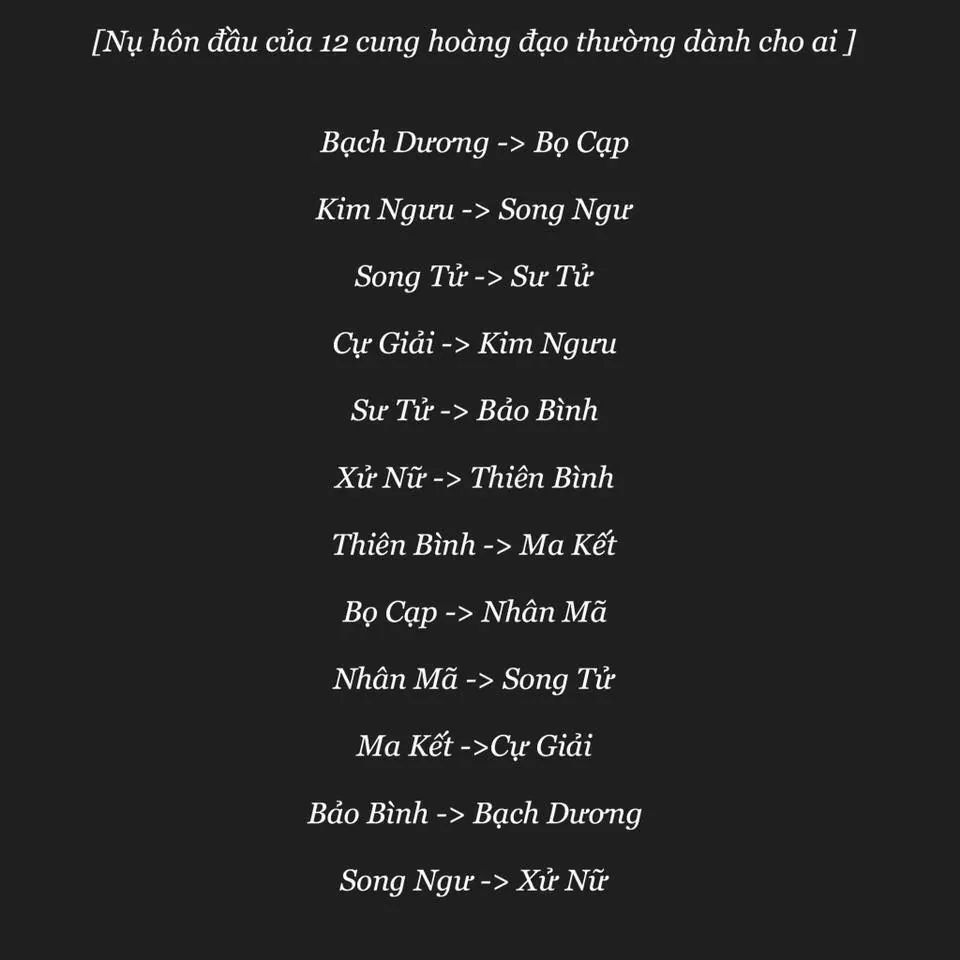 [Nụ hôn đầu của 12 cung hoàng đạo thường dành cho ai ]
Bạch Dương -> Bọ Cạp
Kim Ngưu -> Song Ngư
Song Tử -> Sư Tử
Cự Giải -> Kim Ngưu
Sư Tử -> Bảo Bình
Xử Nữ -> Thiên Bình
Thiên Bình -> Ma Kết
Bọ Cạp -> Nhân Mã
Nhân Mã -> Song Tử
Ma Kết ->Cự Giải
Bảo Bình -> Bạch Dương
Song Ngư -> Xử Nữ